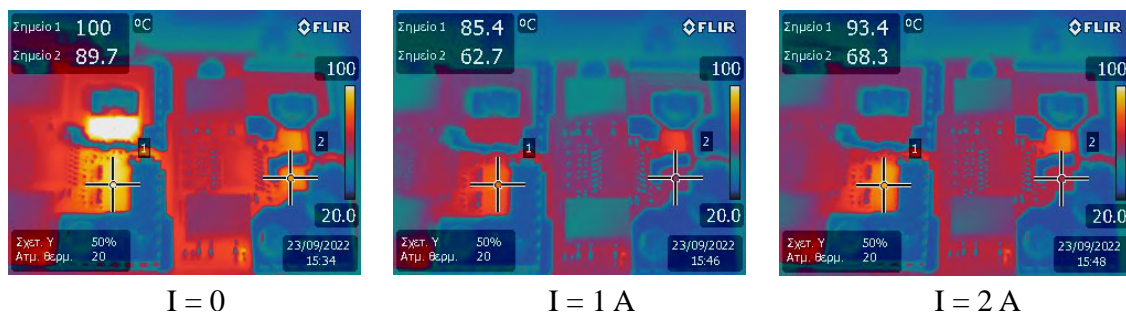 Σημείο 1 100 °C
Σημείο 2 89.7
FLIR
100
1
2
20.0
Σχετ. Υ 50%
Ατμ. θερμ. 20
23/09/2022
15:34
I = 0
Σημείο 1 85.4 °C
Σημείο 2 62.7
FLIR
100
1
2
20.0
Σχετ. Υ 50%
Ατμ. θερμ. 20
23/09/2022
15:46
I = 1 A
Σημείο 1 93.4 °C
Σημείο 2 68.3
FLIR
100
1
2
20.0
Σχετ. Υ 50%
Ατμ. θερμ. 20
23/09/2022
15:48
I = 2 A